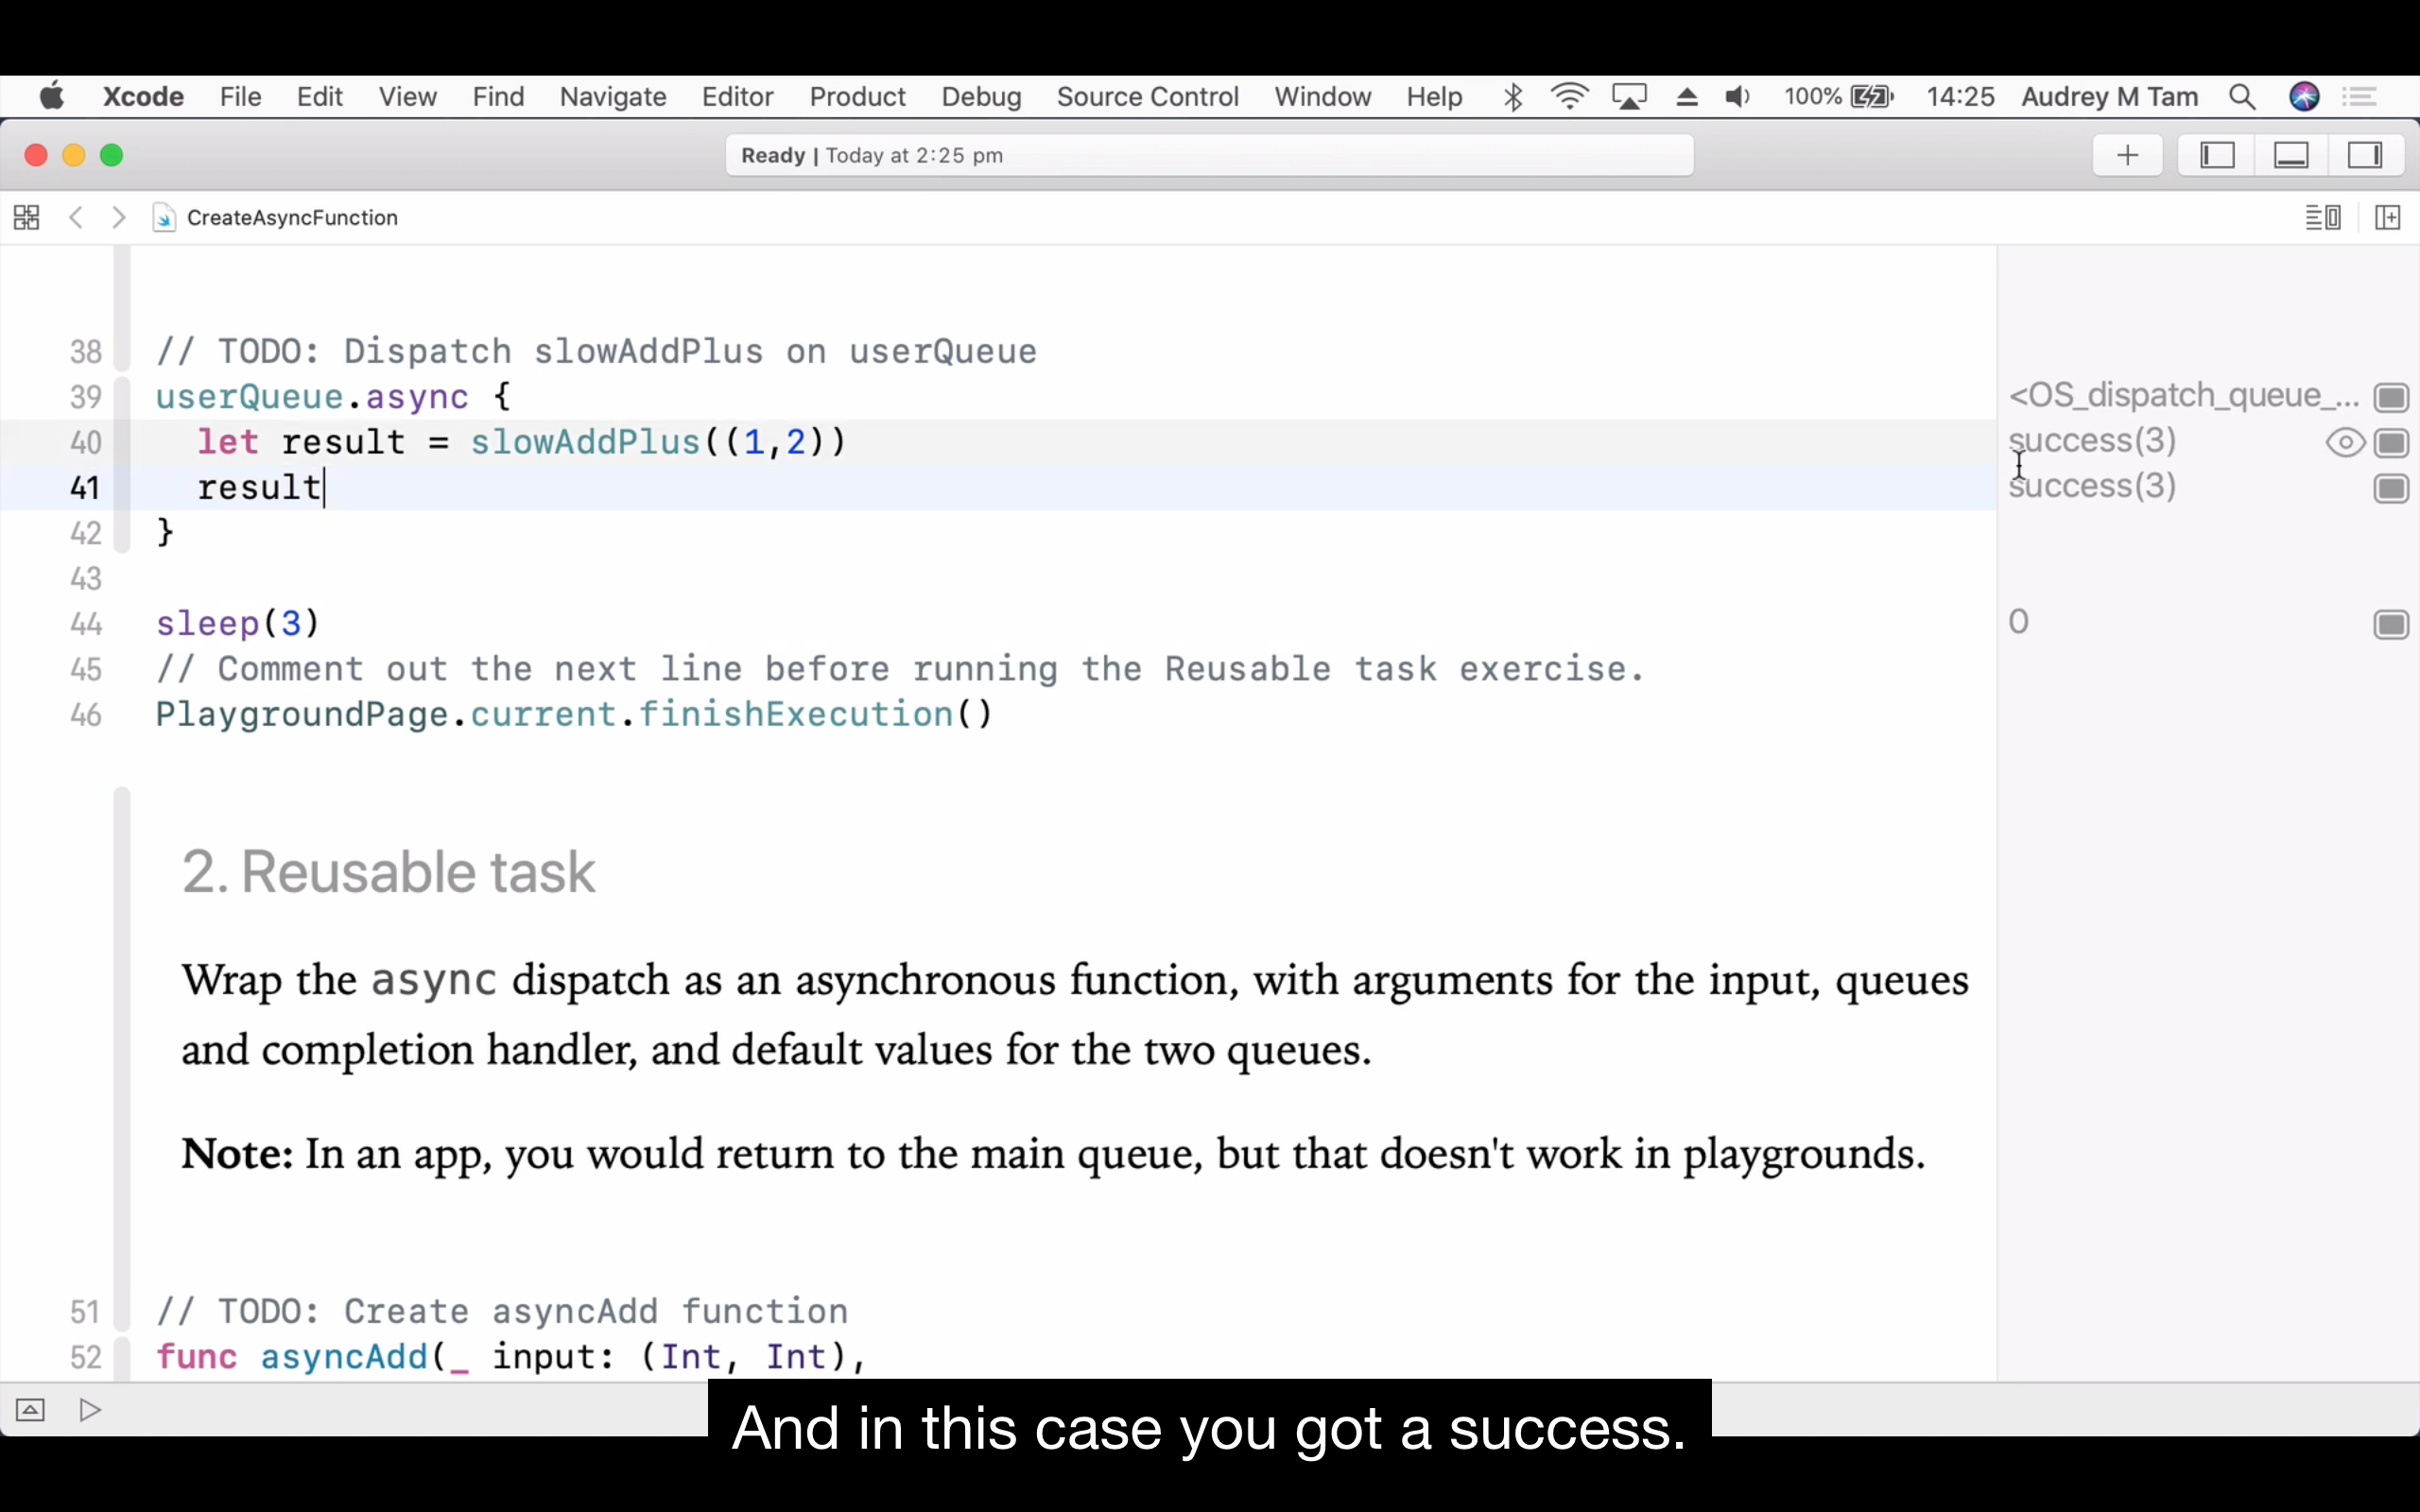 Xcode File Edit View Find Navigate Editor Product Debug Source Control Window Help 100% 14:25 Audrey M Tam
Ready | Today at 2:25 pm
CreateAsyncFunction
38 // TODO: Dispatch slowAddPlus on userQueue
39 userQueue.async { <OS_dispatch_queue_...
40 let result = slowAddPlus((1,2)) success(3)
41 result success(3)
42 }
43
44 sleep(3) 0
45 // Comment out the next line before running the Reusable task exercise.
46 PlaygroundPage.current.finishExecution()
2. Reusable task
Wrap the async dispatch as an asynchronous function, with arguments for the input, queues
and completion handler, and default values for the two queues.
Note: In an app, you would return to the main queue, but that doesn't work in playgrounds.
51 // TODO: Create asyncAdd function
52 func asyncAdd(_ input: (Int, Int),
And in this case you got a success.